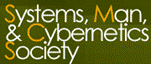 Systems, Man,
& Cybernetics
Society